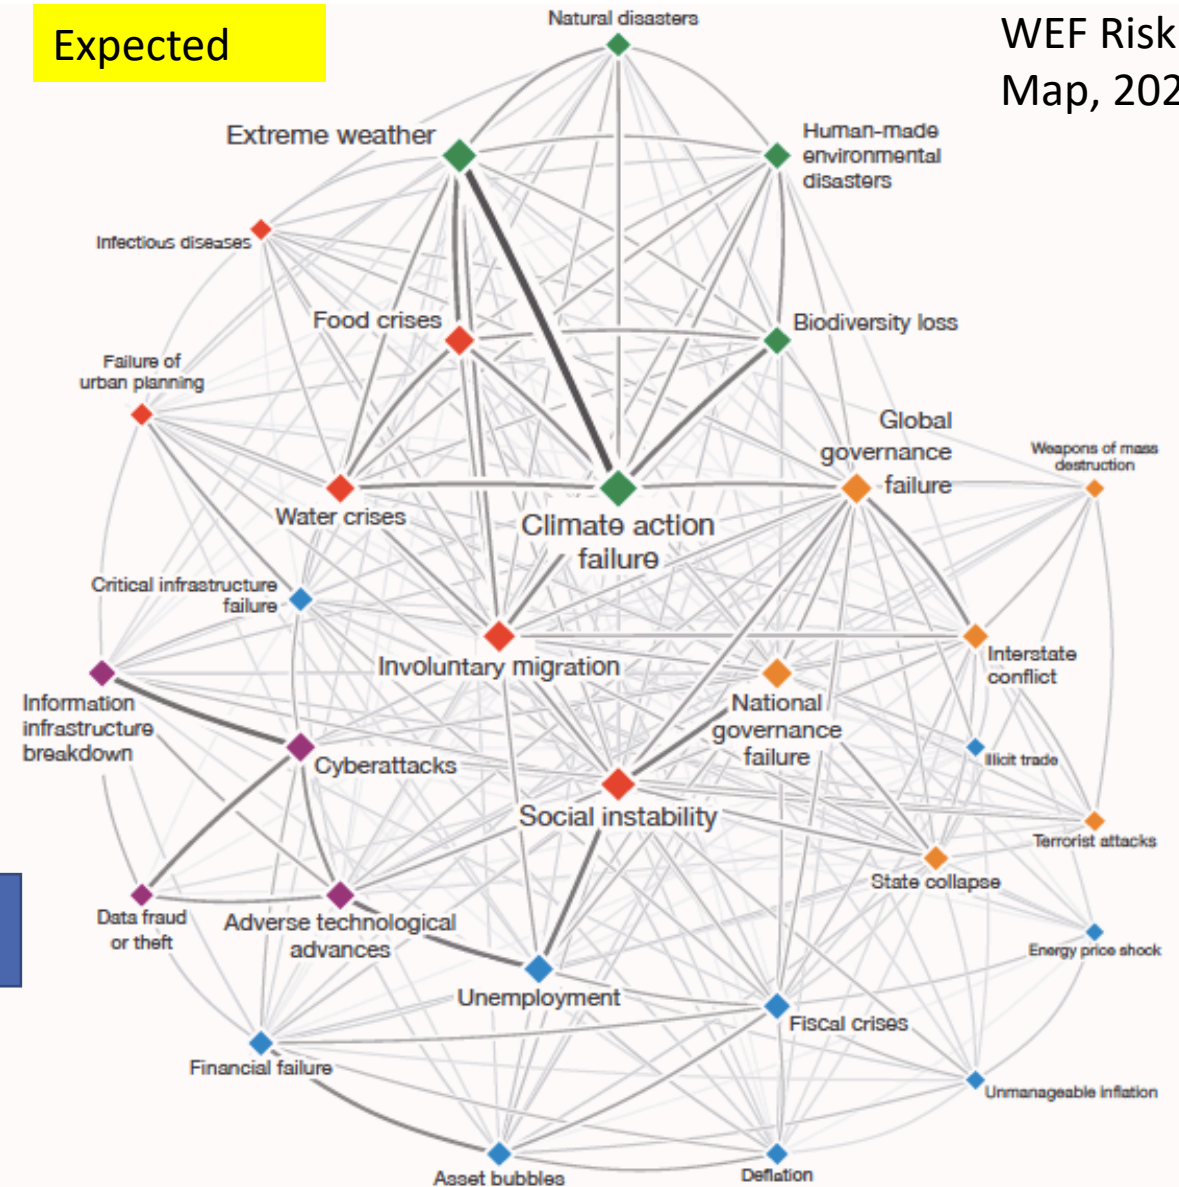 Expected
WEF Risk
Map, 202
Natural disasters
Extreme weather
Human-made
environmental
disasters
Infectious diseases
Food crises
Biodiversity loss
Failure of
urban planning
Global
governance
failure
Weapons of mass
destruction
Water crises
Climate action
failure
Critical infrastructure
failure
Involuntary migration
Interstate
conflict
Information
infrastructure
breakdown
National
governance
failure
Cyberattacks
Illicit trade
Social instability
Terrorist attacks
State collapse
Data fraud
or theft
Adverse technological
advances
Energy price shock
Unemployment
Fiscal crises
Financial failure
Unmanageable inflation
Asset bubbles
Deflation